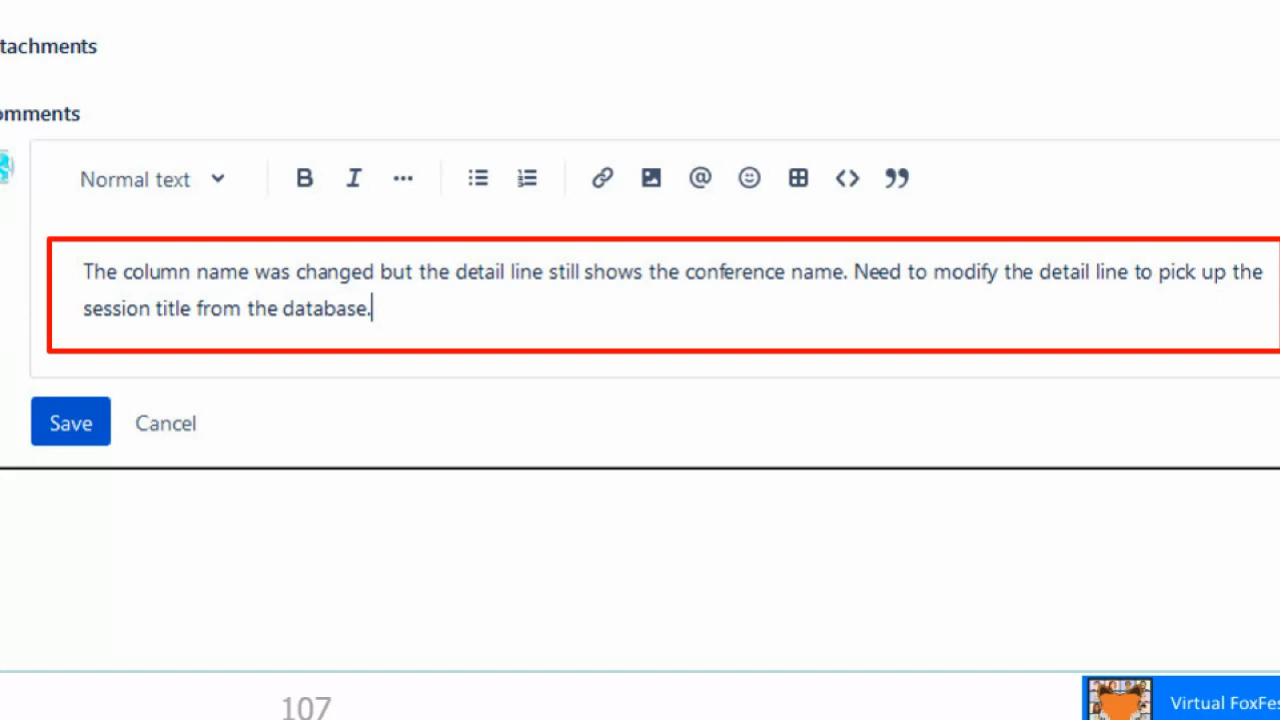 tachments
omments
Normal text
The column name was changed but the detail line still shows the conference name. Need to modify the detail line to pick up the
session title from the database.
Save Cancel
107
Virtual FoxFes